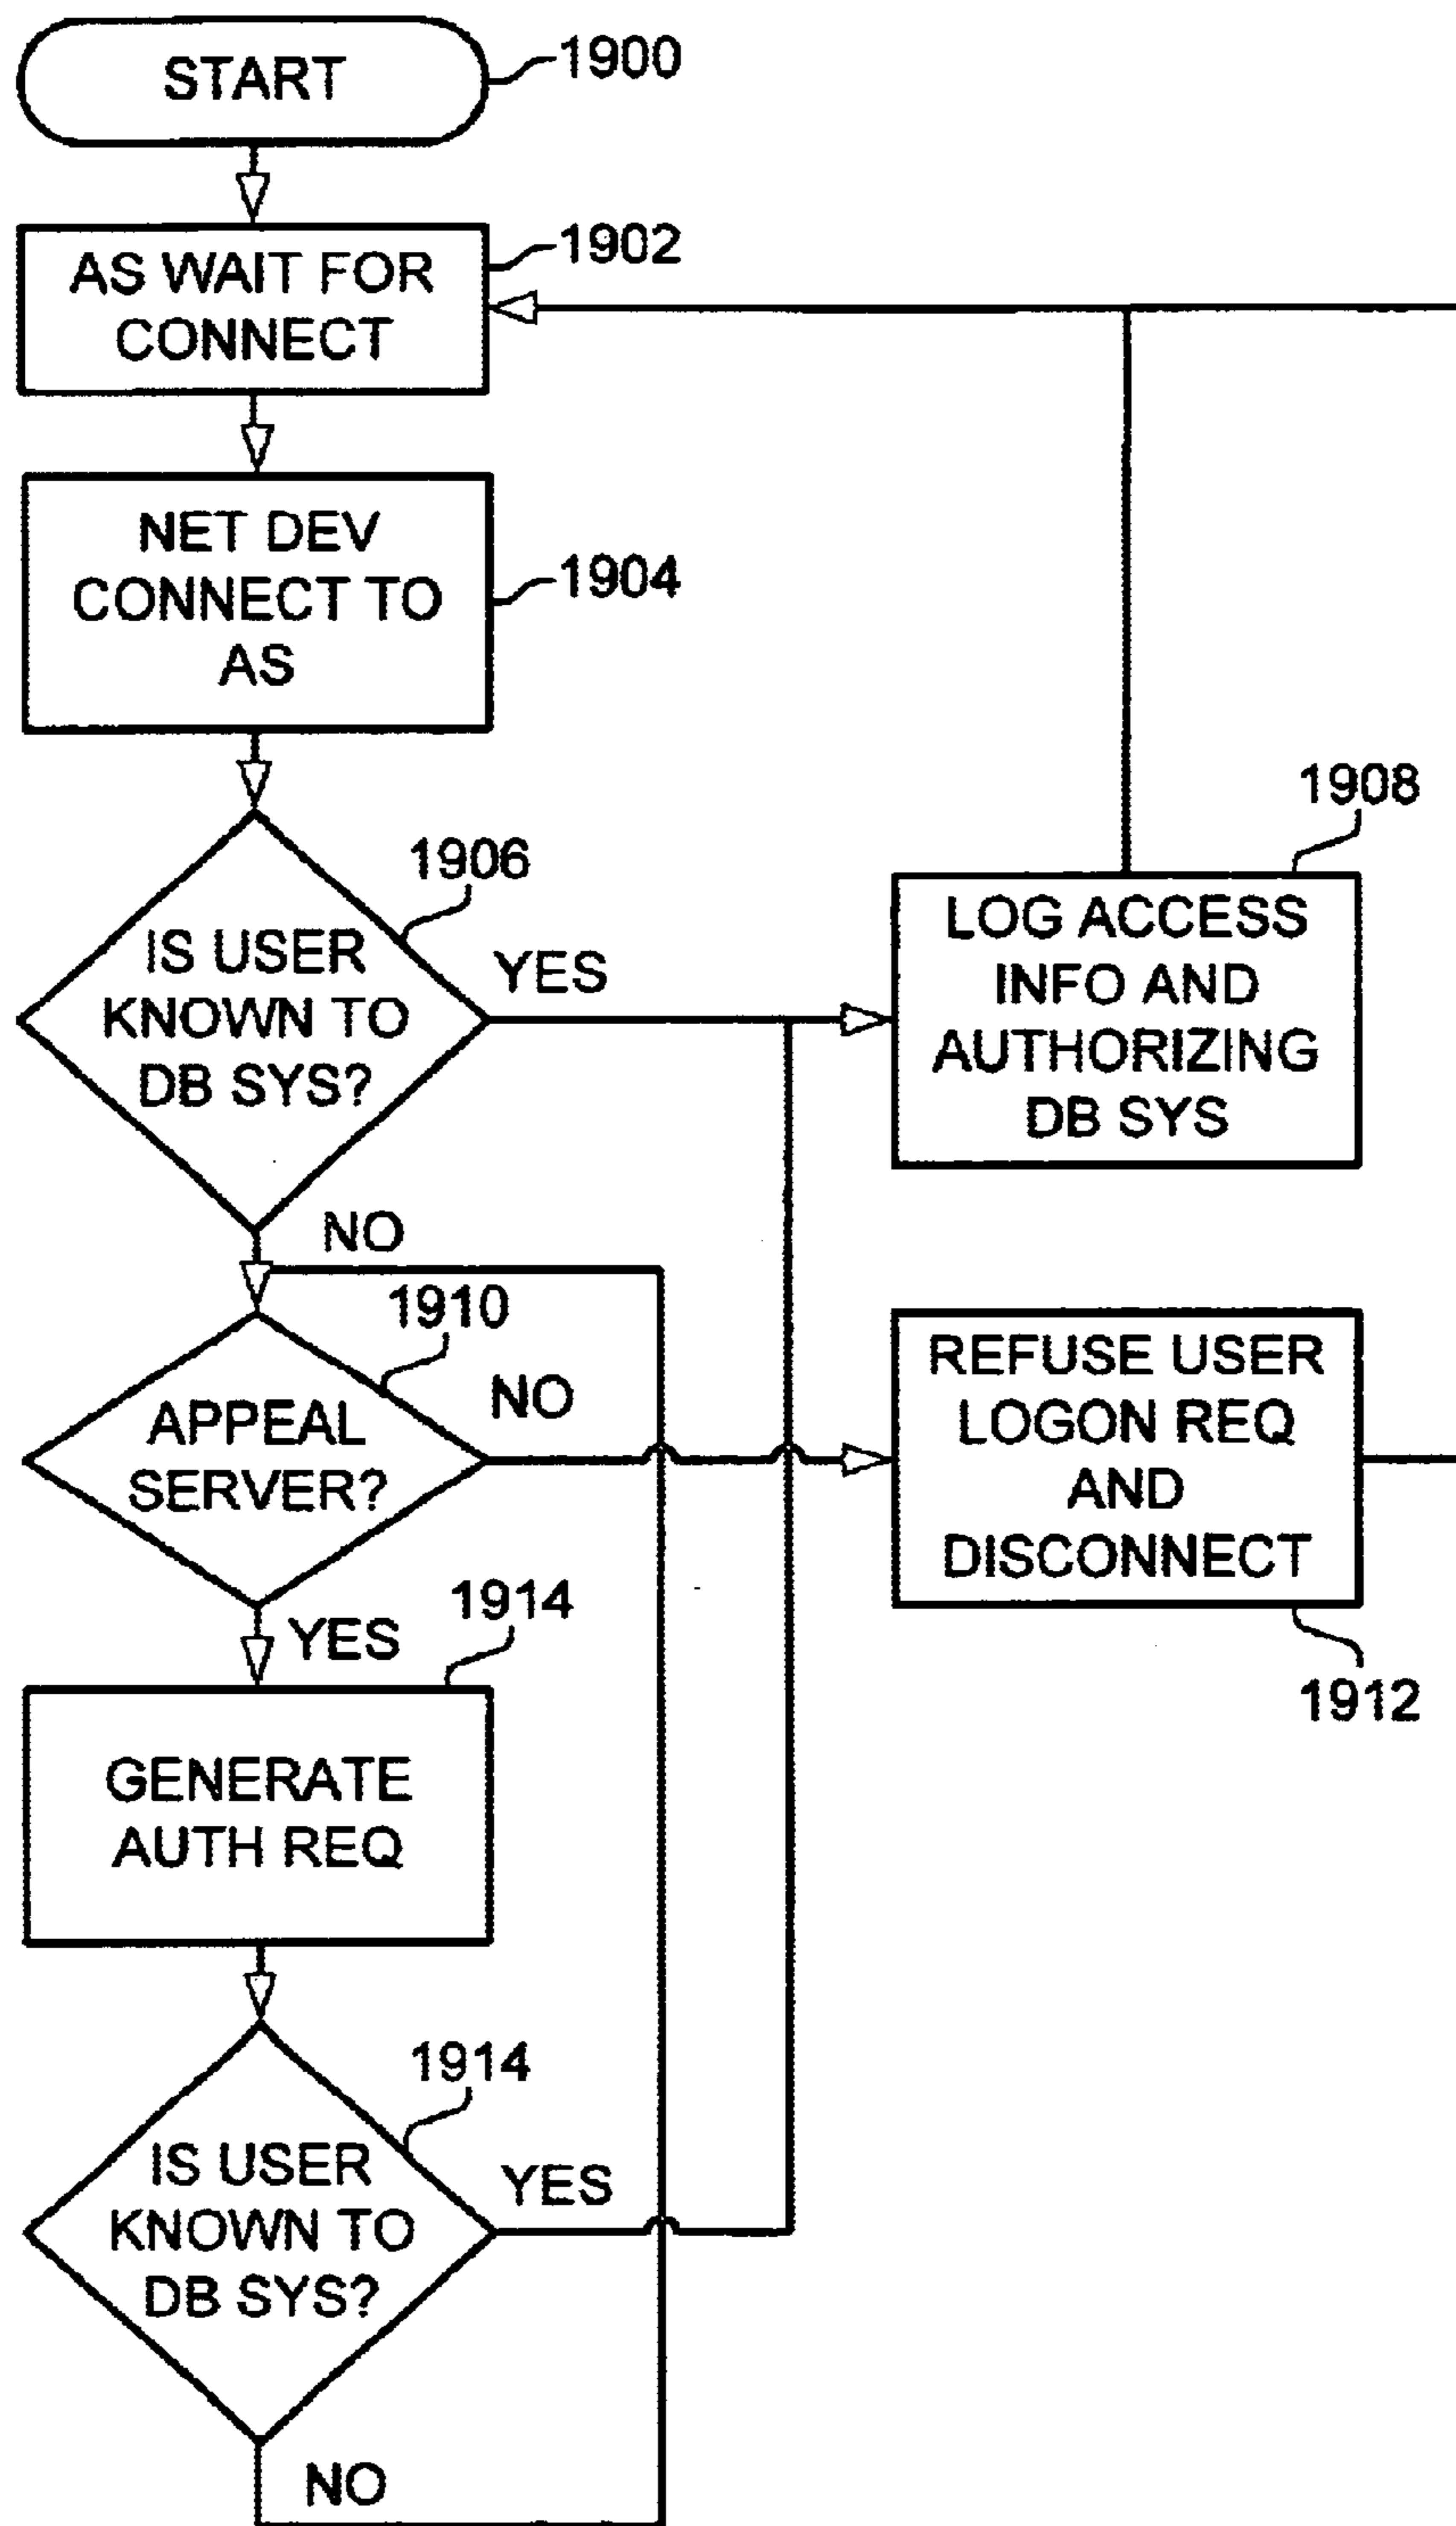 START
1900
AS WAIT FOR
CONNECT
1902
NET DEV
CONNECT TO
AS
1904
1906
IS USER
KNOWN TO
DB SYS?
YES
NO
1908
LOG ACCESS
INFO AND
AUTHORIZING
DB SYS
1910
APPEAL
SERVER?
NO
YES
REFUSE USER
LOGON REQ
AND
DISCONNECT
1912
1914
GENERATE
AUTH REQ
1914
IS USER
KNOWN TO
DB SYS?
YES
NO